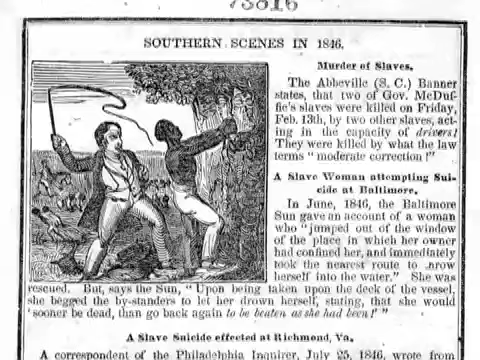 73816
SOUTHERN SCENES IN 1846.
Murder of Slaves.
The Abbeville (S. C.) Banner
states, that two of Gov. McDuf-
fie's slaves were killed on Friday,
Feb. 13th, by two other slaves, act-
ing in the capacity of drivers!
They were killed by what the law
terms "moderate correction!"
A Slave Woman attempting Sui-
cide at Baltimore.
In June, 1846, the Baltimore
Sun gave an account of a woman
who "jumped out of the window
of the place in which her owner
had confined her, and immediately
took the nearest route to hrow
herself into the water." She was
rescued. But, says the Sun, "Upon being taken upon the deck of the vessel,
she begged the by-standers to let her drown herself, stating, that she would
'sooner be dead, than go back again to be beaten as she had been!'"
A Slave Suicide effected at Richmond, Va.
A correspondent of the Philadelphia Inquirer, July 25, 1846, wrote from